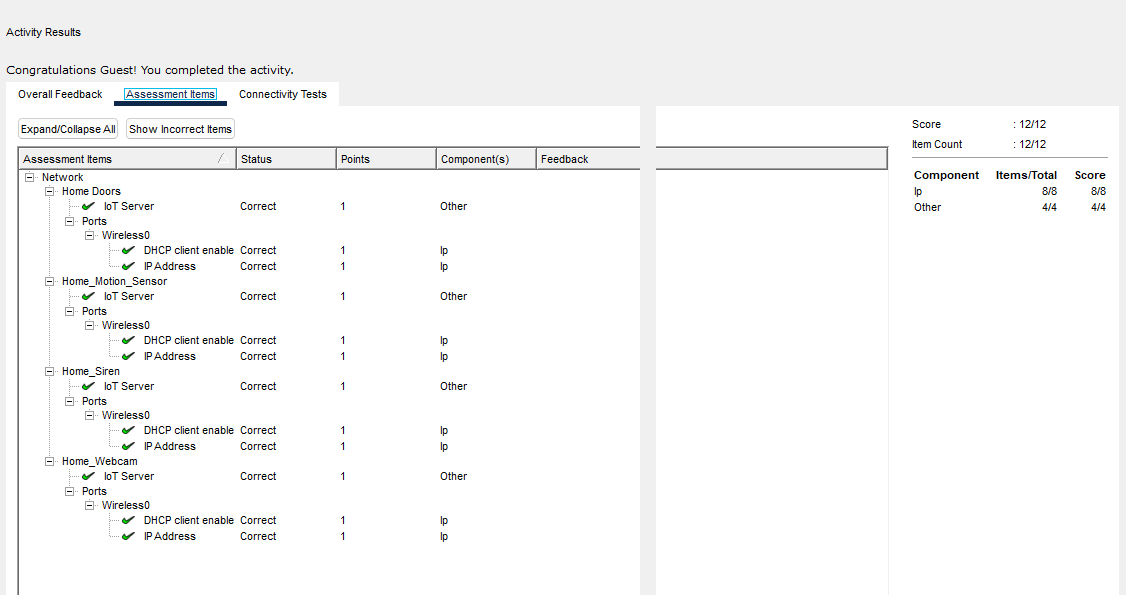 Activity Results
Congratulations Guest! You completed the activity.
Overall Feedback Assessment Items Connectivity Tests
Expand/Collapse All Show Incorrect Items
Assessment Items Status Points Component(s) Feedback
Network
Home Doors
IoT Server Correct 1 Other
Ports
Wireless0
DHCP client enable Correct 1 Ip
IP Address Correct 1 Ip
Home_Motion_Sensor
IoT Server Correct 1 Other
Ports
Wireless0
DHCP client enable Correct 1 Ip
IP Address Correct 1 Ip
Home_Siren
IoT Server Correct 1 Other
Ports
Wireless0
DHCP client enable Correct 1 Ip
IP Address Correct 1 Ip
Home_Webcam
IoT Server Correct 1 Other
Ports
Wireless0
DHCP client enable Correct 1 Ip
IP Address Correct 1 Ip
Score : 12/12
Item Count : 12/12
Component Items/Total Score
Ip 8/8 8/8
Other 4/4 4/4